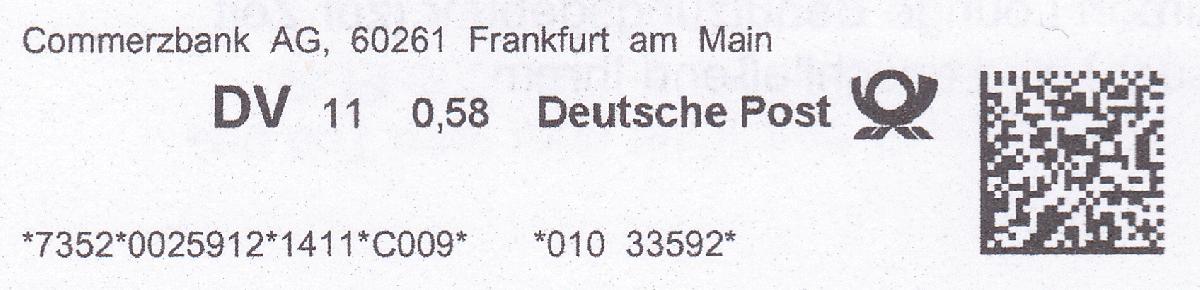 Commerzbank AG, 60261 Frankfurt am Main
DV 11 0,58 Deutsche Post
*7352*0025912*1411*C009* *010 33592*